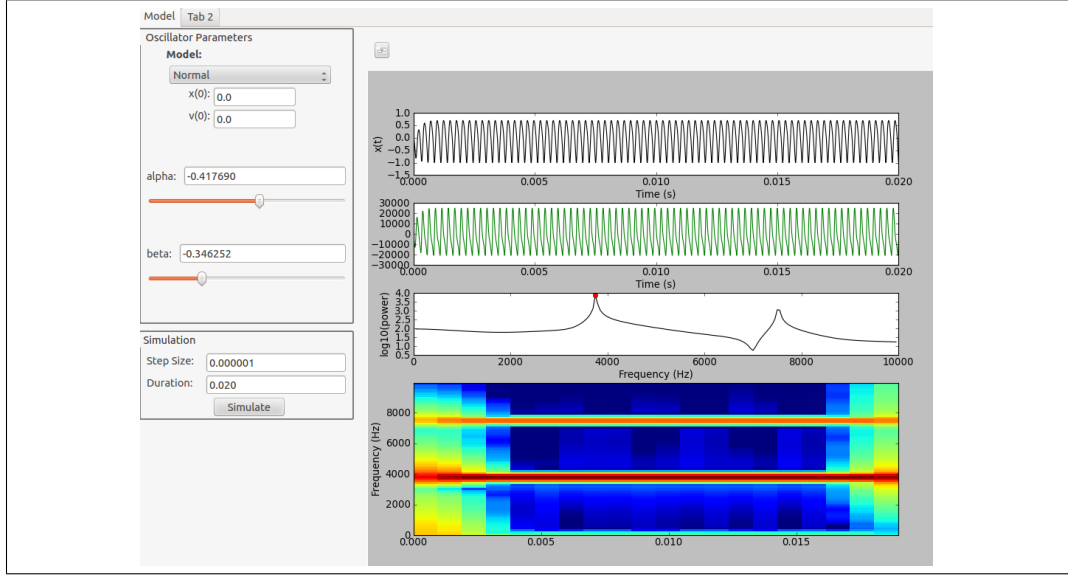 Model Tab 2
Oscillator Parameters
Model:
Normal
x(0): 0.0
v(0): 0.0
alpha: -0.417690
beta: -0.346252
Simulation
Step Size: 0.000001
Duration: 0.020
Simulate
1.0
0.5
0.0
−0.5
−1.0
−1.5
x(t)
0.000 0.005 0.010 0.015 0.020
Time (s)
30000
20000
10000
0
−10000
−20000
−30000
0.000 0.005 0.010 0.015 0.020
Time (s)
4.0
3.5
3.0
2.5
2.0
1.5
1.0
0.5
log10(power)
0 2000 4000 6000 8000 10000
Frequency (Hz)
8000
6000
4000
2000
0
Frequency (Hz)
0.000 0.005 0.010 0.015